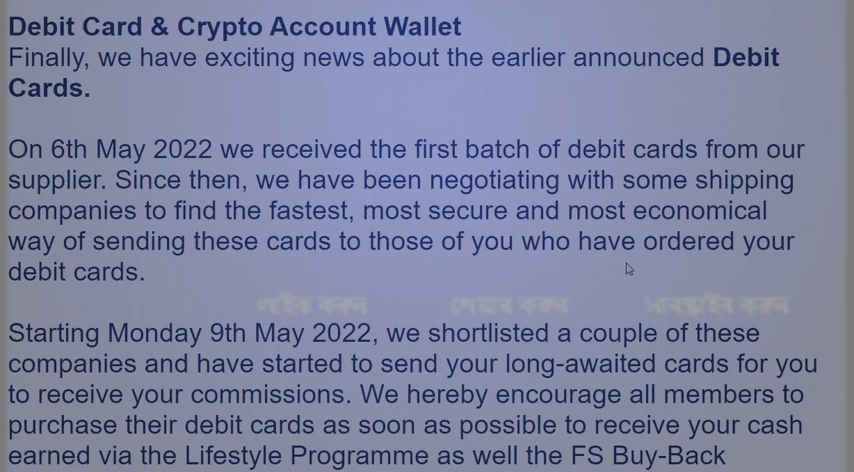 Debit Card & Crypto Account Wallet
Finally, we have exciting news about the earlier announced Debit
Cards.
On 6th May 2022 we received the first batch of debit cards from our
supplier. Since then, we have been negotiating with some shipping
companies to find the fastest, most secure and most economical
way of sending these cards to those of you who have ordered your
debit cards.
লাইক করুন শেয়ার করুন সাবস্ক্রাইব করুন
Starting Monday 9th May 2022, we shortlisted a couple of these
companies and have started to send your long-awaited cards for you
to receive your commissions. We hereby encourage all members to
purchase their debit cards as soon as possible to receive your cash
earned via the Lifestyle Programme as well the FS Buy-Back